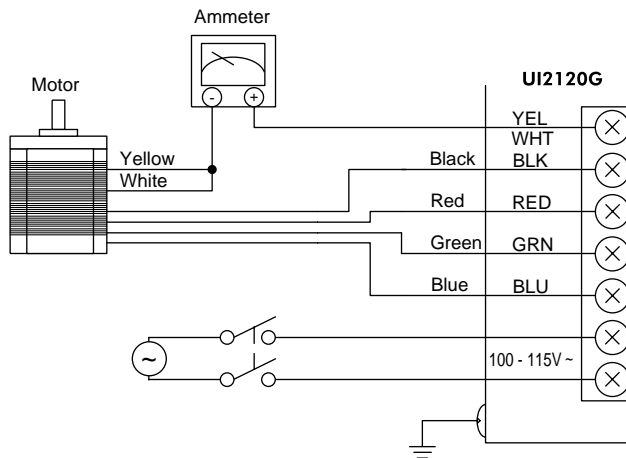 Ammeter
- +
UI2120G
Motor
YEL
WHT
Yellow
Black BLK
White
Red RED
Green GRN
Blue BLU
~
100 - 115V ~